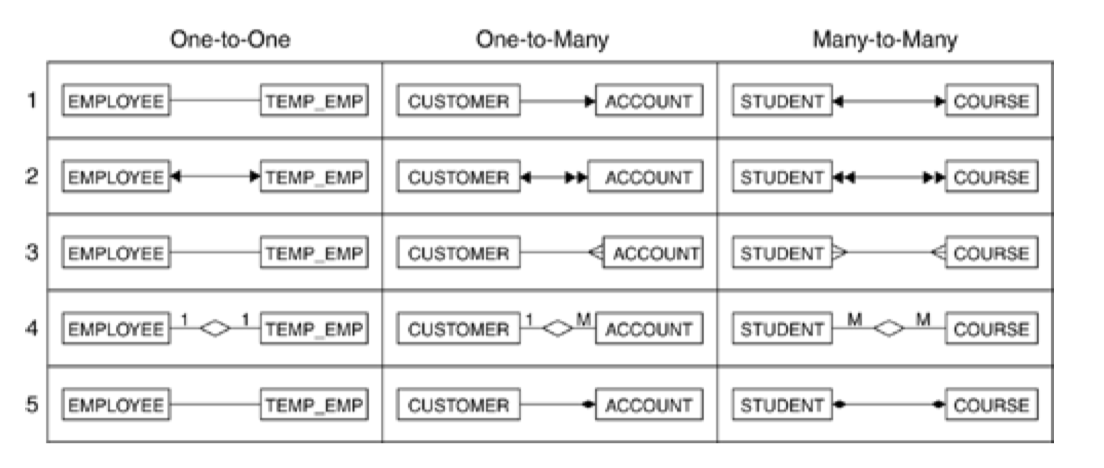 One-to-One One-to-Many Many-to-Many
1 EMPLOYEE TEMP_EMP CUSTOMER ACCOUNT STUDENT COURSE
2 EMPLOYEE TEMP_EMP CUSTOMER ACCOUNT STUDENT COURSE
3 EMPLOYEE TEMP_EMP CUSTOMER ACCOUNT STUDENT COURSE
4 EMPLOYEE 1 1 TEMP_EMP CUSTOMER 1 M ACCOUNT STUDENT M M COURSE
5 EMPLOYEE TEMP_EMP CUSTOMER ACCOUNT STUDENT COURSE